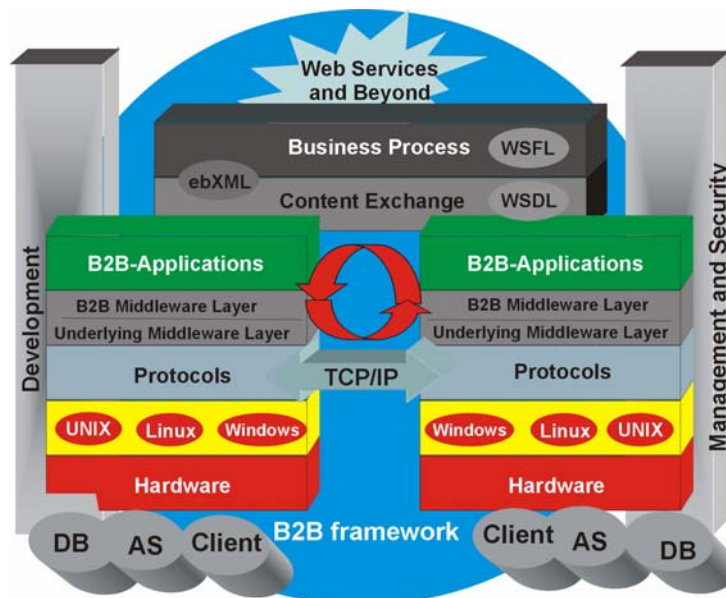 Web Services
and Beyond
Business Process
WSFL
ebXML
Content Exchange
WSDL
Development
Management and Security
B2B-Applications
B2B Middleware Layer
Underlying Middleware Layer
Protocols
UNIX
Linux
Windows
Hardware
TCP/IP
B2B-Applications
B2B Middleware Layer
Underlying Middleware Layer
Protocols
Windows
Linux
UNIX
Hardware
B2B framework
DB
AS
Client
Client
AS
DB